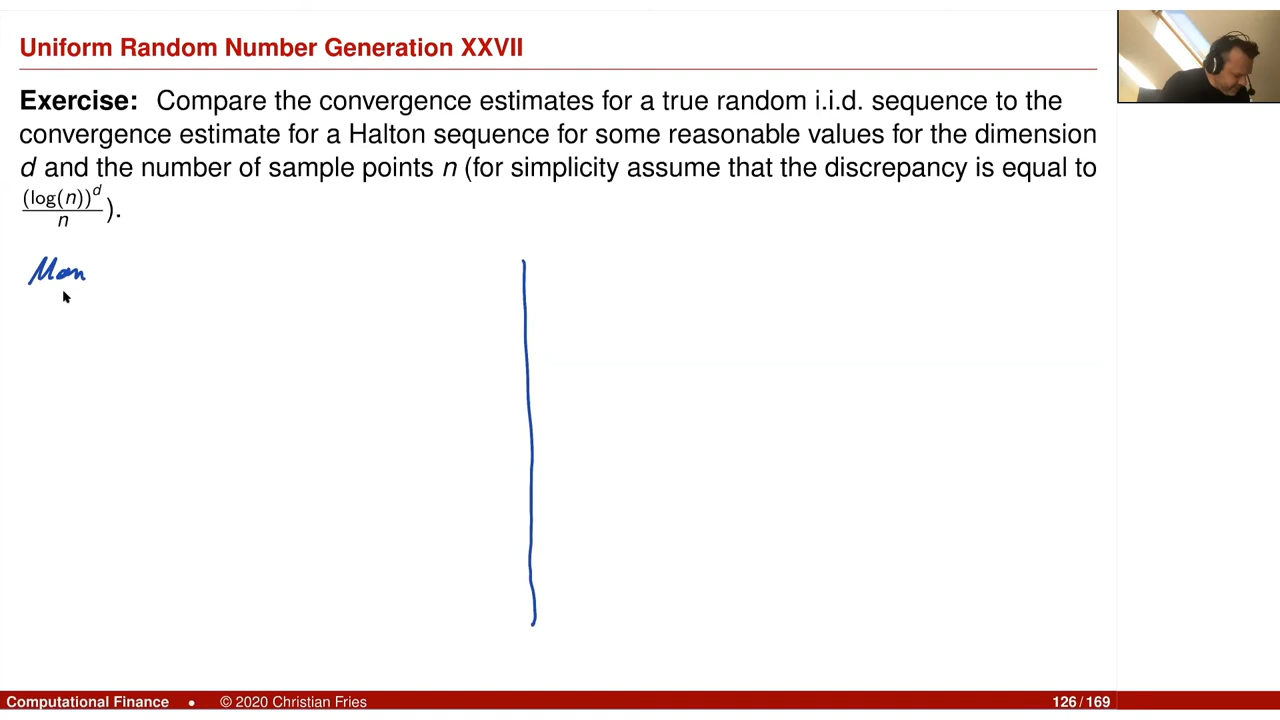 Uniform Random Number Generation XXVII
Exercise: Compare the convergence estimates for a true random i.i.d. sequence to the
convergence estimate for a Halton sequence for some reasonable values for the dimension
d and the number of sample points n (for simplicity assume that the discrepancy is equal to
(log(n))^d / n ).
Mon
Computational Finance • © 2020 Christian Fries 126 / 169